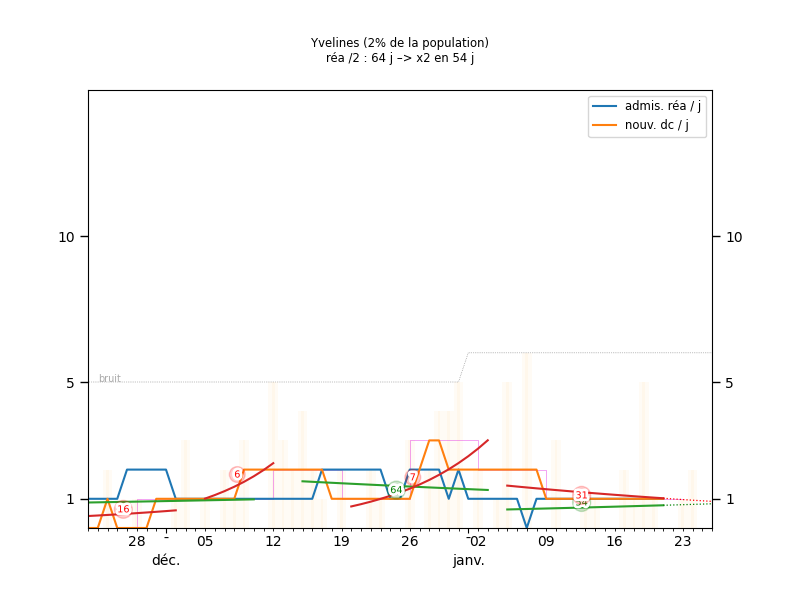 Yvelines (2% de la population)
réa /2 : 64 j –> x2 en 54 j
admis. réa / j
nouv. dc / j
10
10
bruit
5
5
6
7
64
31
16
1
1
28
05
12
19
26
02
09
16
23
déc.
janv.